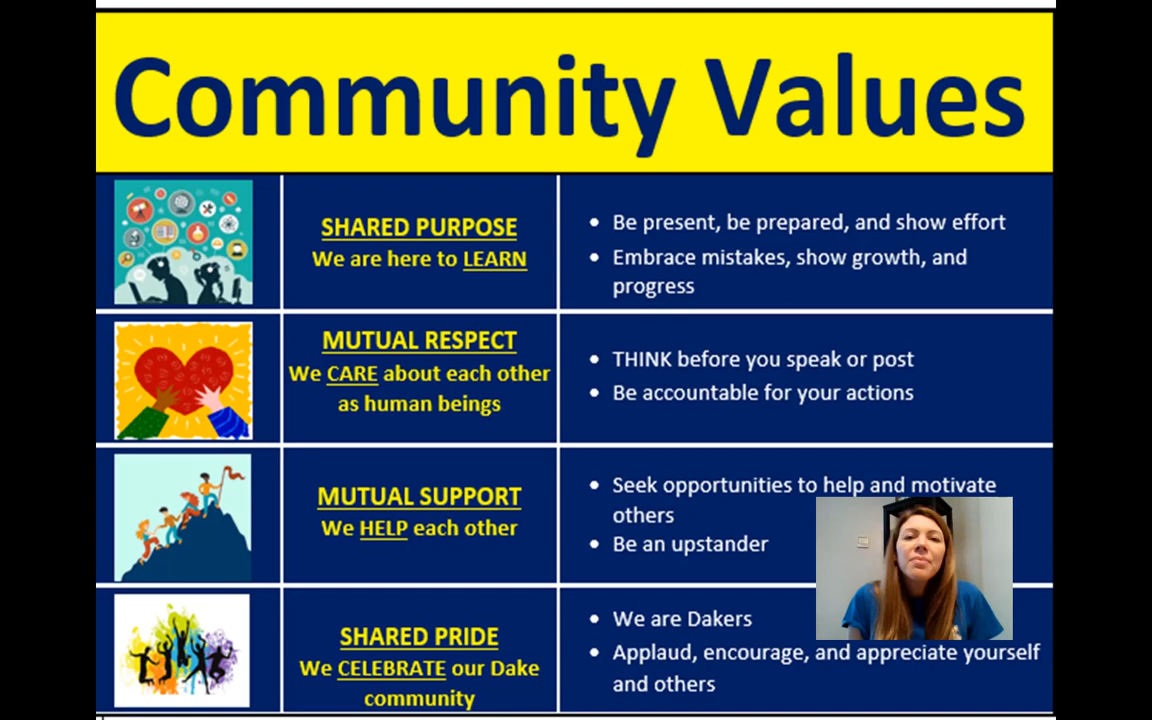 Community Values
SHARED PURPOSE
We are here to LEARN
• Be present, be prepared, and show effort
• Embrace mistakes, show growth, and
progress
MUTUAL RESPECT
We CARE about each other
as human beings
• THINK before you speak or post
• Be accountable for your actions
MUTUAL SUPPORT
We HELP each other
• Seek opportunities to help and motivate
others
• Be an upstander
SHARED PRIDE
We CELEBRATE our Dake
community
• We are Dakers
• Applaud, encourage, and appreciate yourself
and others